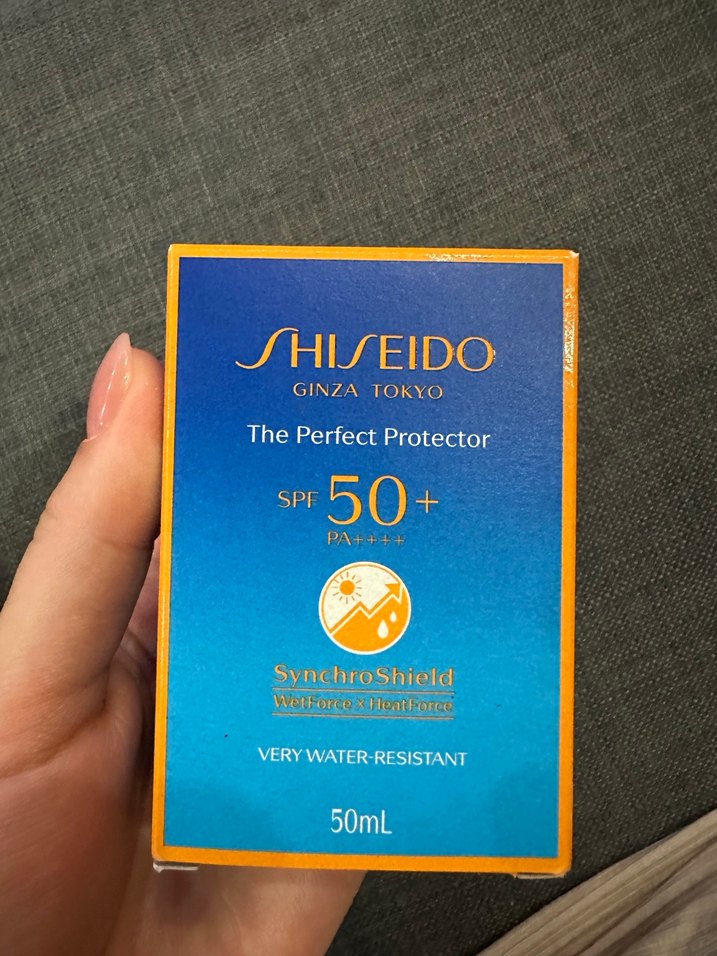 SHISEIDO
GINZA TOKYO
The Perfect Protector
SPF 50+
PA++++
SynchroShield
WetForce x HeatForce
VERY WATER-RESISTANT
50mL